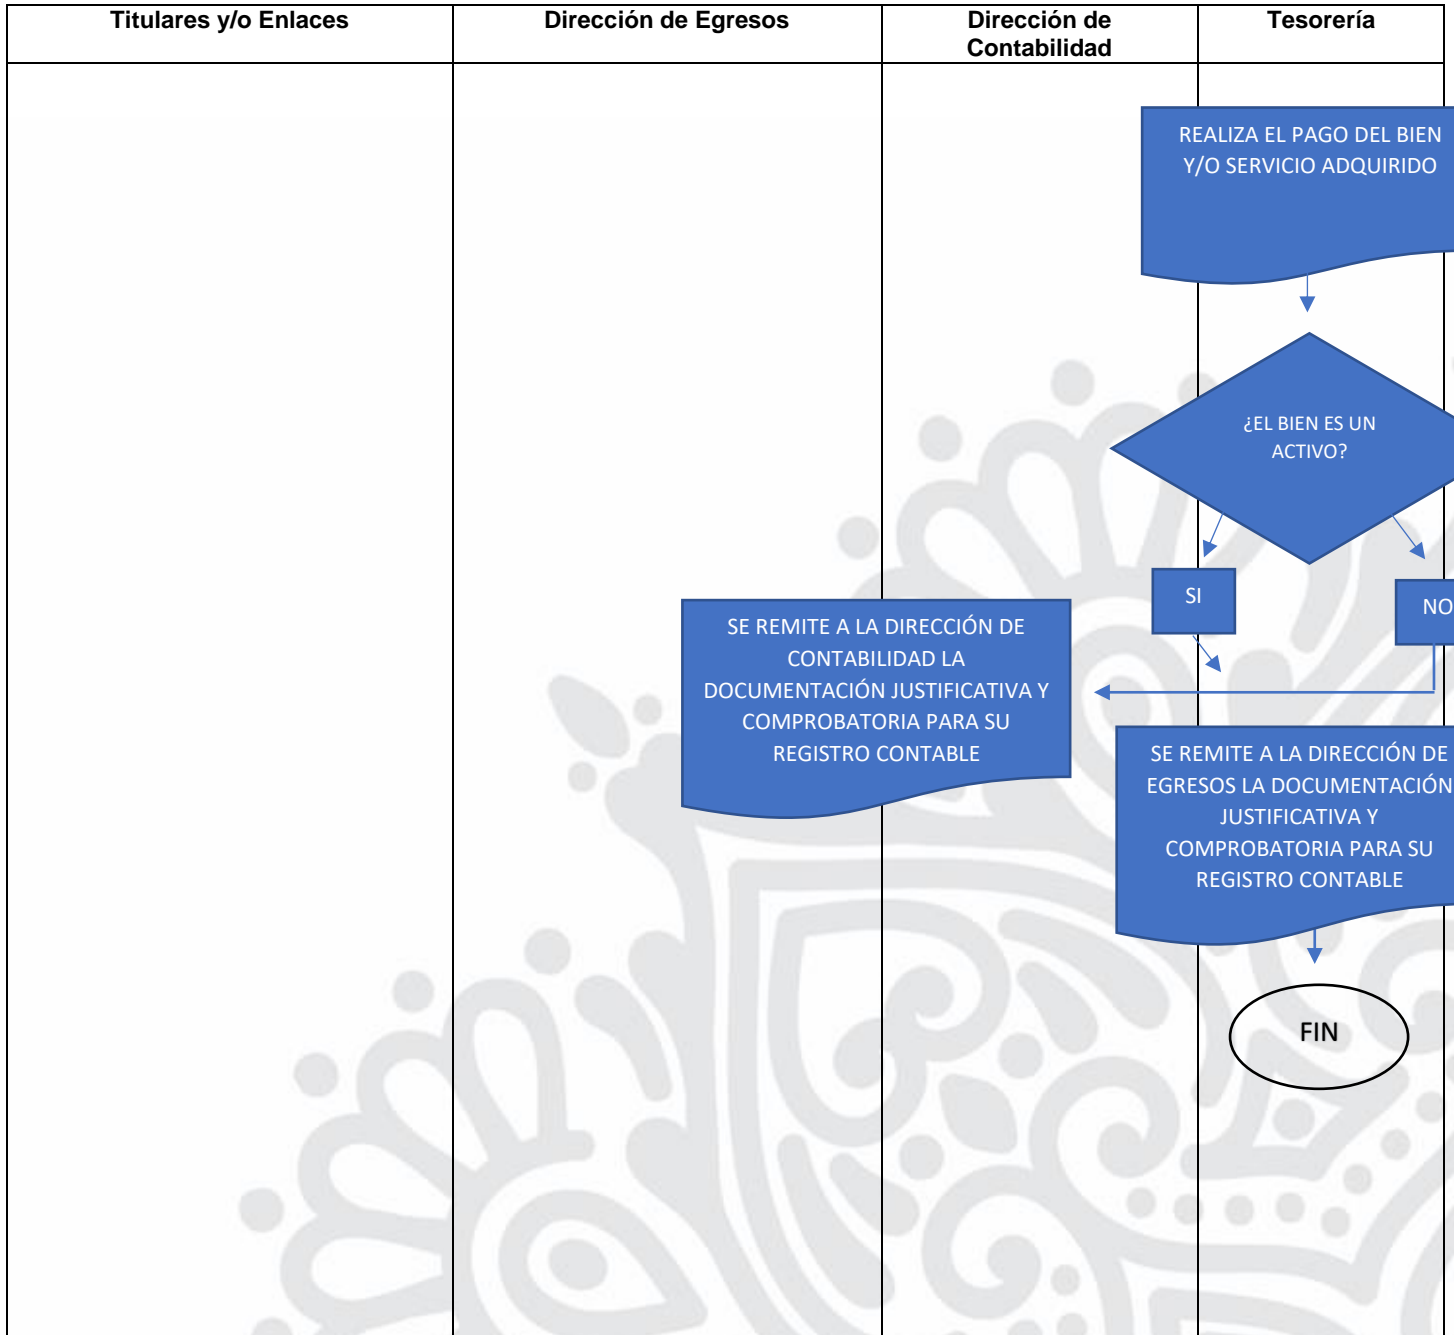 Titulares y/o Enlaces
Dirección de Egresos
Dirección de
Contabilidad
Tesorería
REALIZA EL PAGO DEL BIEN
Y/O SERVICIO ADQUIRIDO
¿EL BIEN ES UN
ACTIVO?
SI
NO
SE REMITE A LA DIRECCIÓN DE
CONTABILIDAD LA
DOCUMENTACIÓN JUSTIFICATIVA Y
COMPROBATORIA PARA SU
REGISTRO CONTABLE
SE REMITE A LA DIRECCIÓN DE
EGRESOS LA DOCUMENTACIÓN
JUSTIFICATIVA Y
COMPROBATORIA PARA SU
REGISTRO CONTABLE
FIN